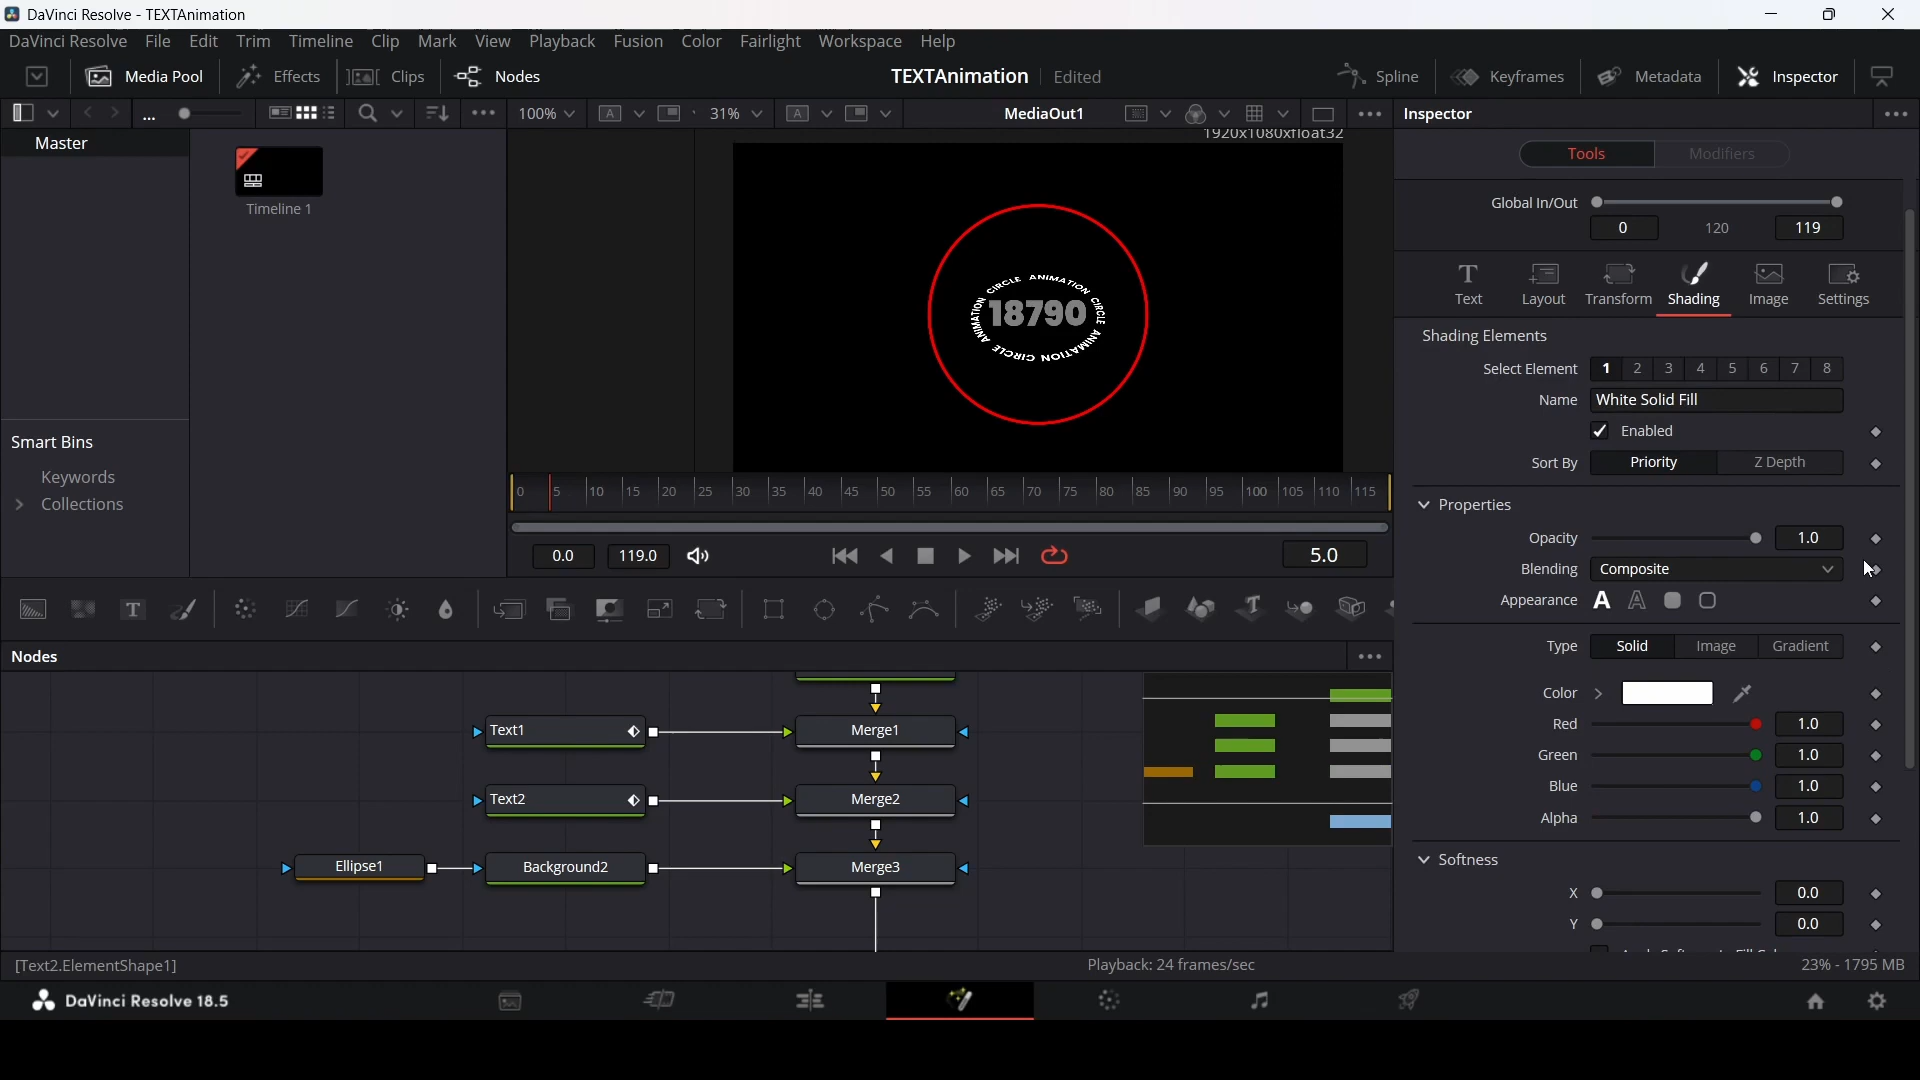 DaVinci Resolve - TEXTAnimation
DaVinci Resolve File Edit Trim Timeline Clip Mark View Playback Fusion Color Fairlight Workspace Help
Media Pool Effects Clips Nodes TEXTAnimation Edited Spline Keyframes Metadata Inspector
... 100% A 31% A MediaOut1 Inspector
1920x1080xfloat32
Master
Timeline 1
Tools Modifiers
Global In/Out
0 120 119
Text Layout Transform Shading Image Settings
CIRCLE ANIMATION CIRCLE ANIMATION CIRCLE ANIMATION
18790
Shading Elements
Select Element 1 2 3 4 5 6 7 8
Name White Solid Fill
Enabled
Sort By Priority Z Depth
Smart Bins
Keywords
Collections
0 5 10 15 20 25 30 35 40 45 50 55 60 65 70 75 80 85 90 95 100 105 110 115
0.0 119.0 5.0
Properties
Opacity 1.0
Blending Composite
Appearance A A
Type Solid Image Gradient
Color
Red 1.0
Green 1.0
Blue 1.0
Alpha 1.0
Softness
X 0.0
Y 0.0
Nodes
Text1 Merge1
Text2 Merge2
Ellipse1 Background2 Merge3
[Text2.ElementShape1] Playback: 24 frames/sec 23% - 1795 MB
DaVinci Resolve 18.5